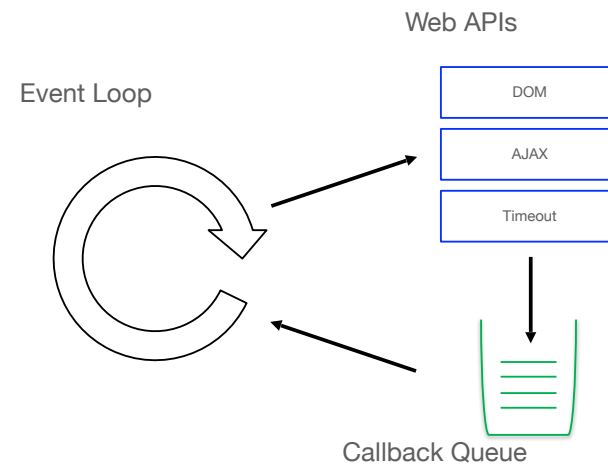 Web APIs
Event Loop
DOM
AJAX
Timeout
Callback Queue